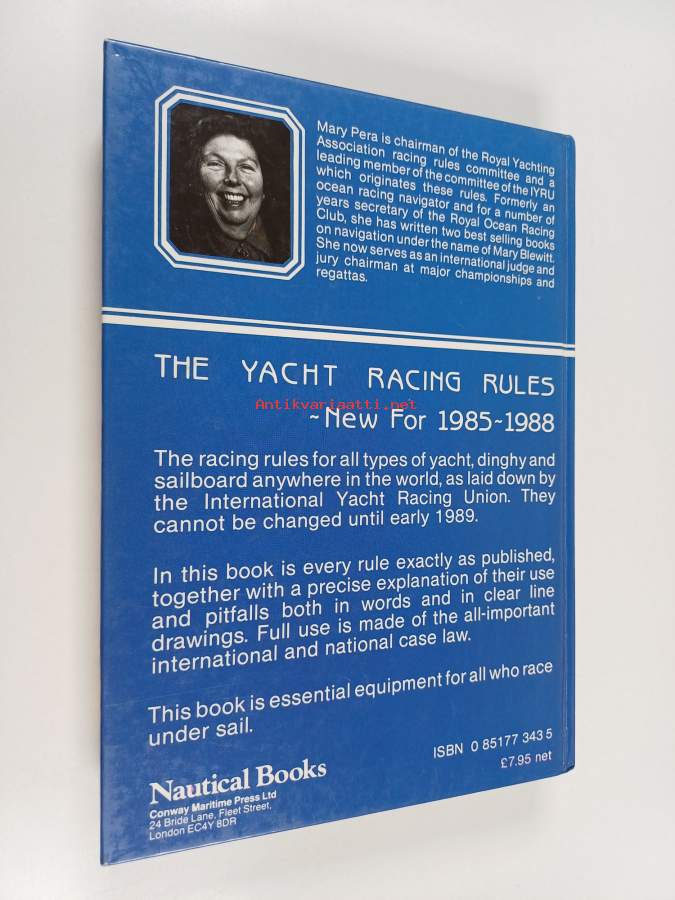 Mary Pera is chairman of the Royal Yachting
Association racing rules committee and a
leading member of the committee of the IYRU
which originates these rules. Formerly an
ocean racing navigator and for a number of
years secretary of the Royal Ocean Racing
Club, she has written two best selling books
on navigation under the name of Mary Blewitt.
She now serves as an international judge and
jury chairman at major championships and
regattas.
THE YACHT RACING RULES
Antikvariaatti.net
~New For 1985~1988
The racing rules for all types of yacht, dinghy and
sailboard anywhere in the world, as laid down by
the International Yacht Racing Union. They
cannot be changed until early 1989.
In this book is every rule exactly as published,
together with a precise explanation of their use
and pitfalls both in words and in clear line
drawings. Full use is made of the all-important
international and national case law.
This book is essential equipment for all who race
under sail.
ISBN 0 85177 343 5
£7.95 net
Nautical Books
Conway Maritime Press Ltd
24 Bride Lane, Fleet Street,
London EC4Y 8DR